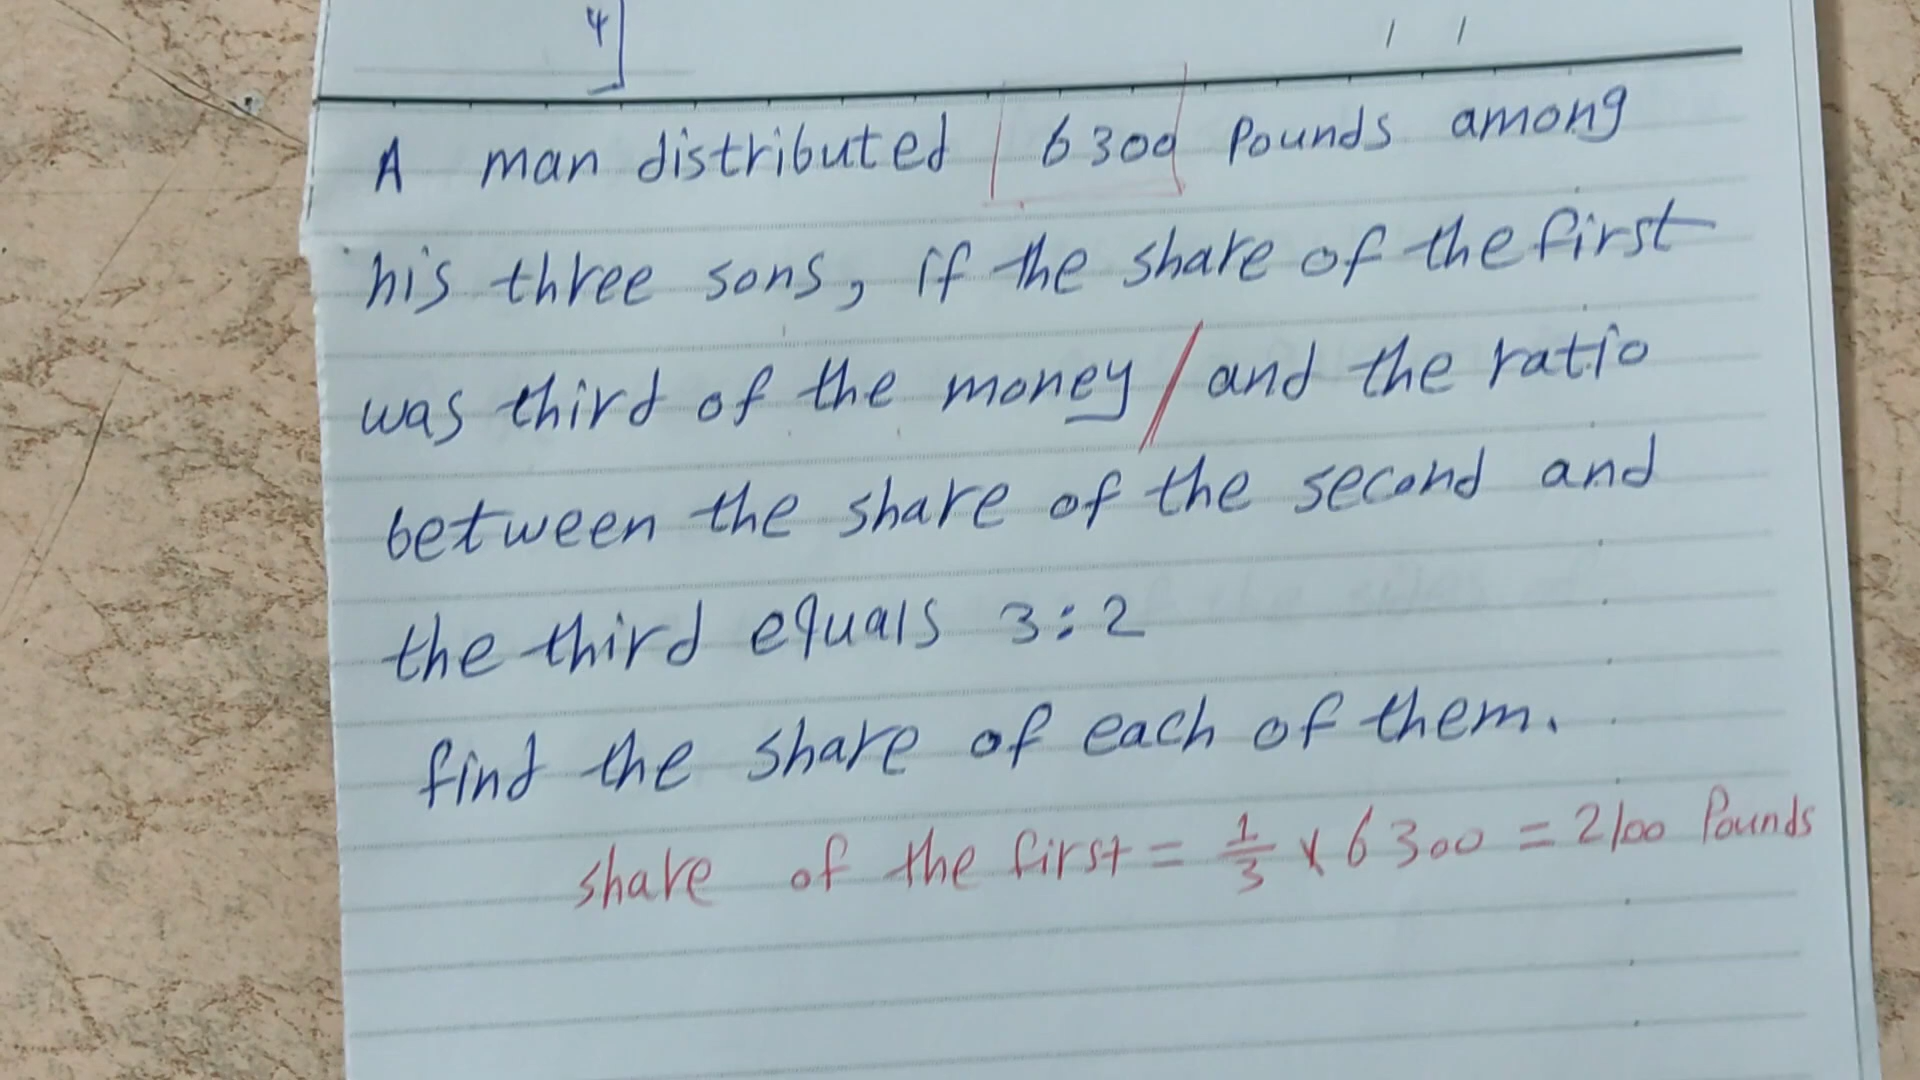 4
A man distributed 6300 Pounds among
his three sons, if the share of the first
was third of the money / and the ratio
between the share of the second and
the third equals 3:2
find the share of each of them.
share of the first = 1/3 x 6300 = 2100 Pounds